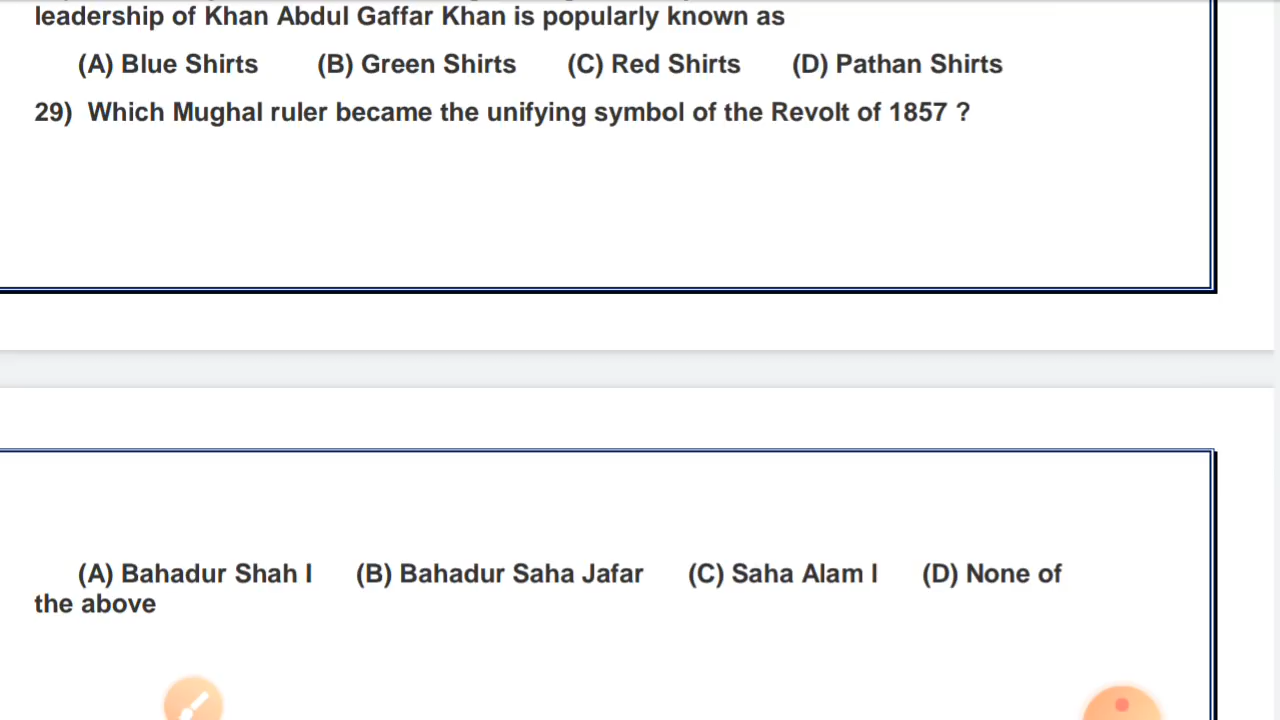 leadership of Khan Abdul Gaffar Khan is popularly known as
(A) Blue Shirts (B) Green Shirts (C) Red Shirts (D) Pathan Shirts
29) Which Mughal ruler became the unifying symbol of the Revolt of 1857 ?
(A) Bahadur Shah I (B) Bahadur Saha Jafar (C) Saha Alam I (D) None of
the above